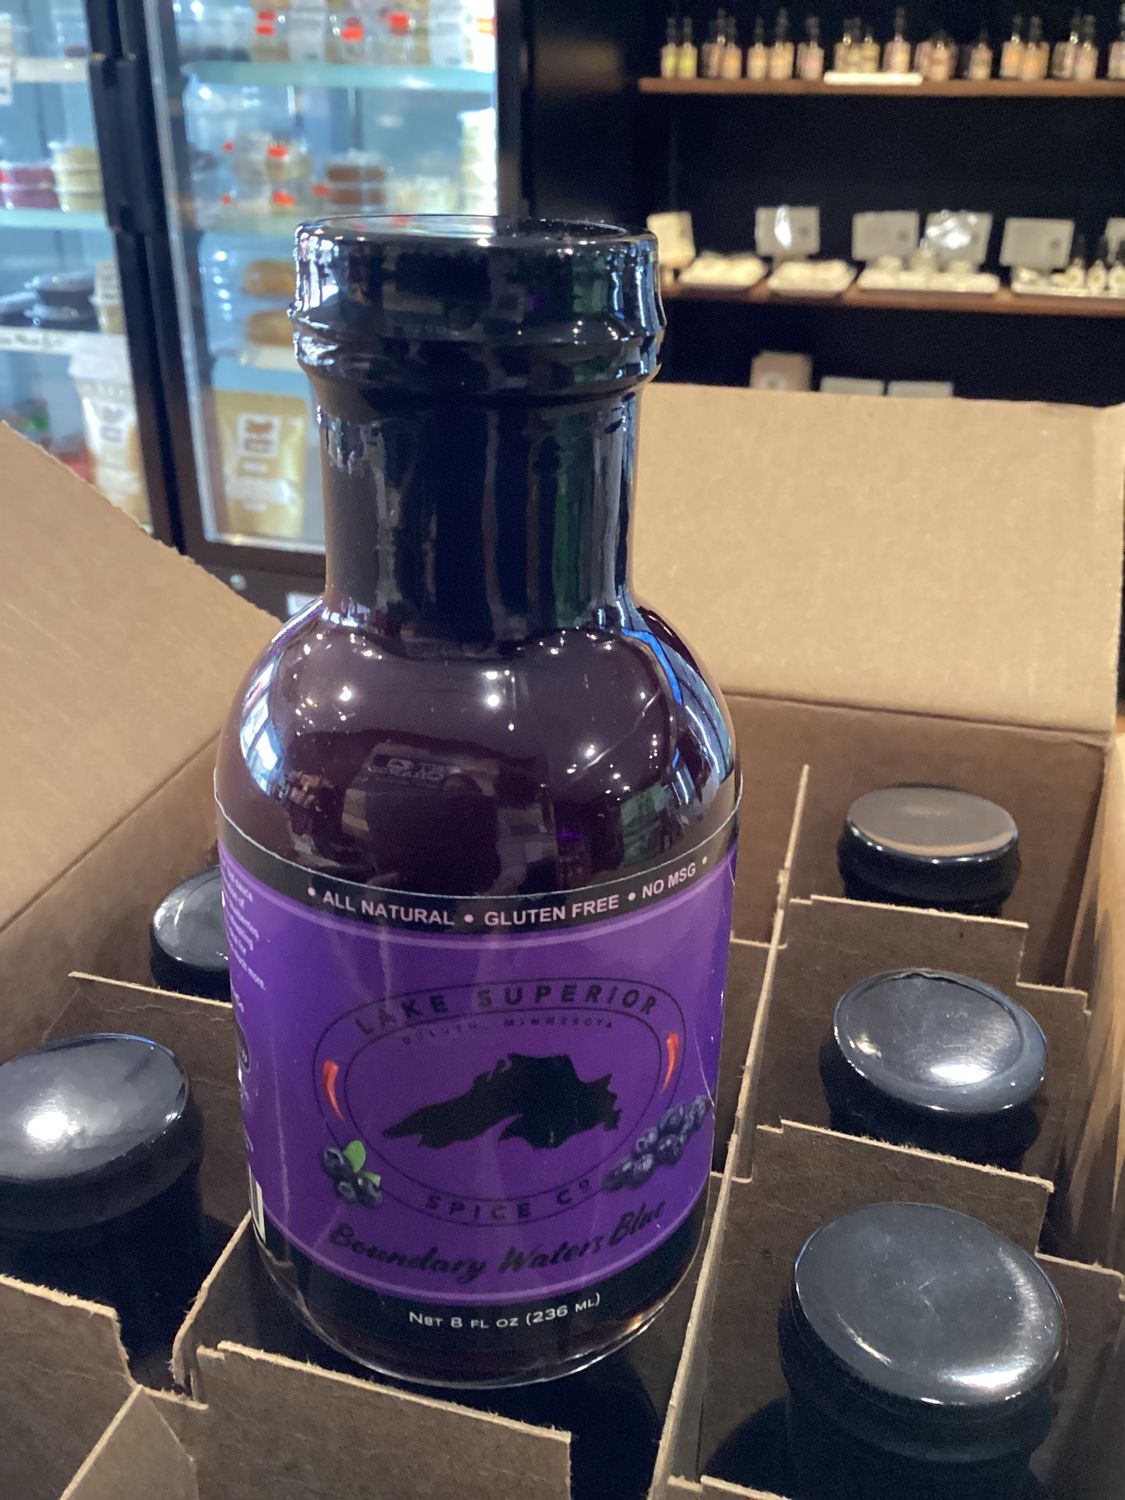 • ALL NATURAL • GLUTEN FREE • NO MSG •
LAKE SUPERIOR
DULUTH, MINNESOTA
SPICE CO
Boundary Waters Blue
NET 8 FL OZ (236 ML)